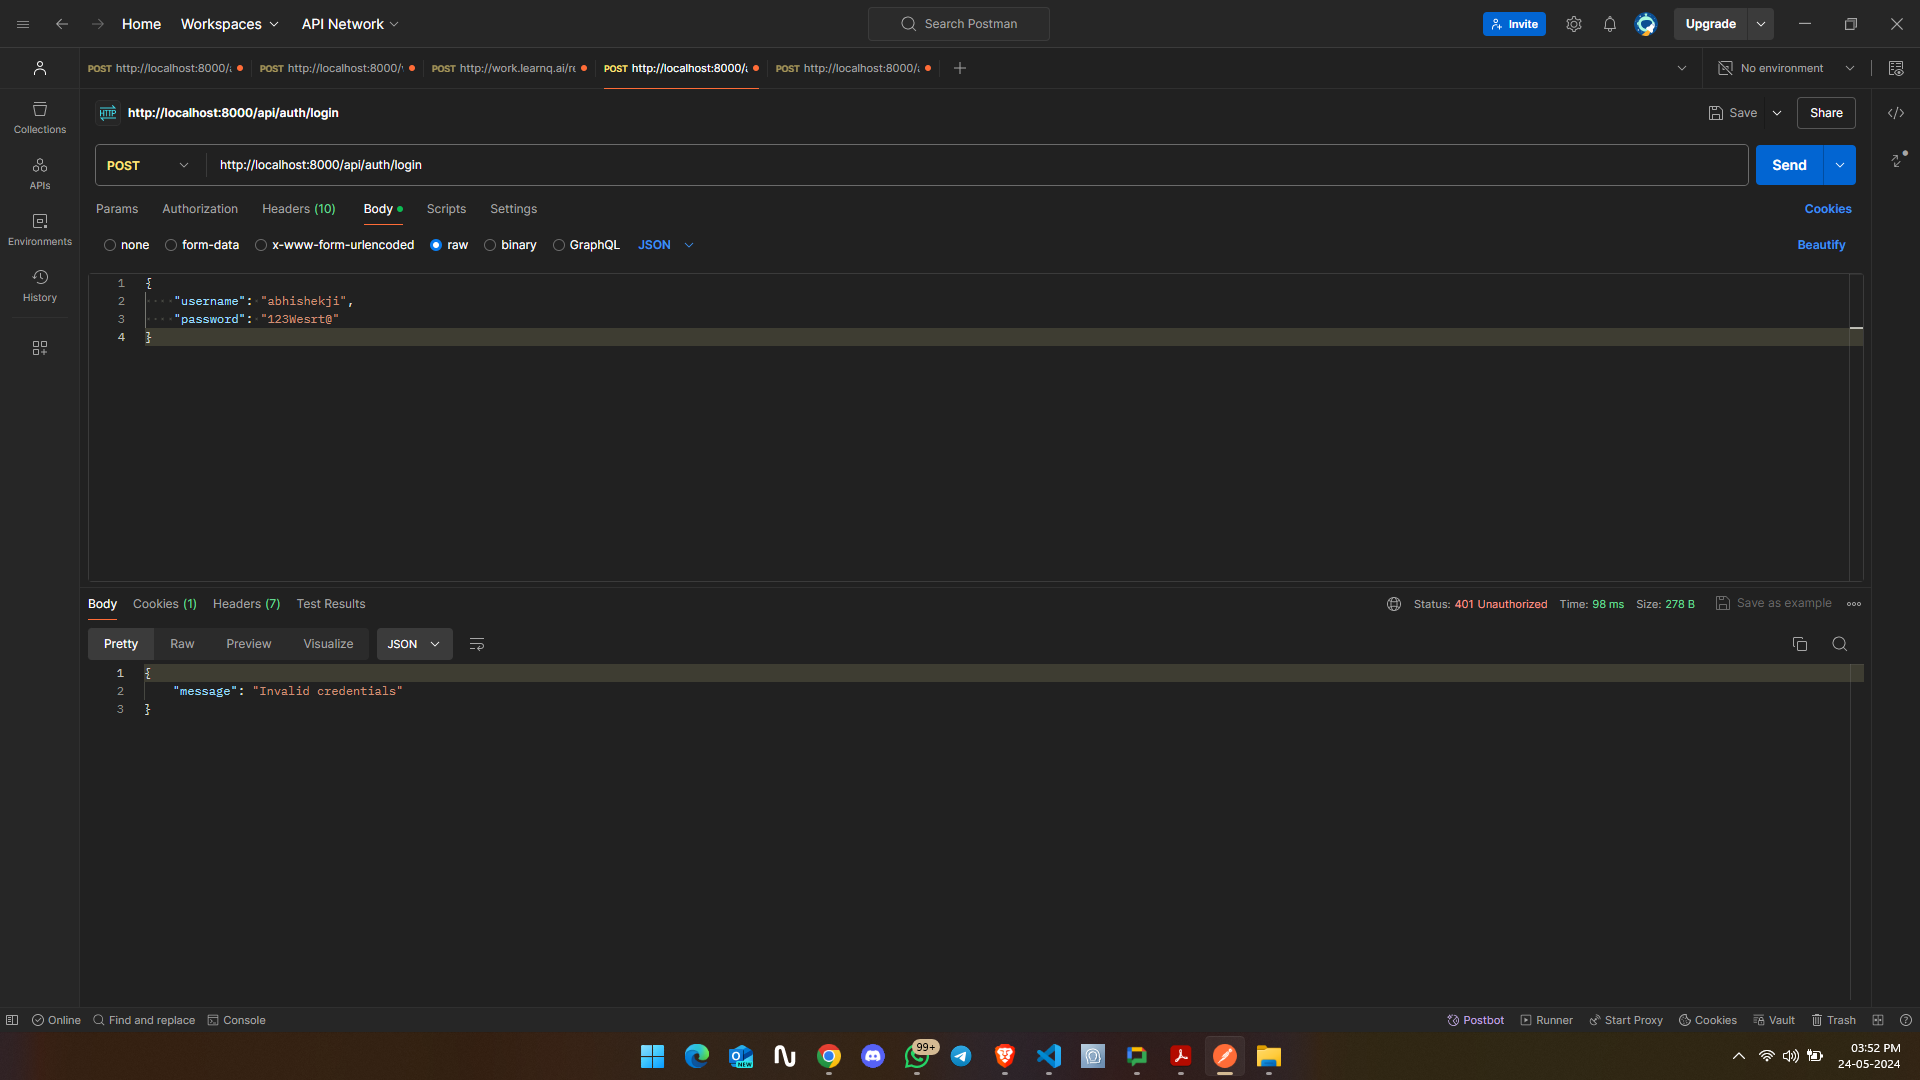 Home Workspaces API Network Search Postman Invite Upgrade
POST http://localhost:8000/a POST http://localhost:8000/ POST http://work.learnq.ai/re POST http://localhost:8000/a POST http://localhost:8000/a No environment
HTTP http://localhost:8000/api/auth/login Save Share
Collections
POST http://localhost:8000/api/auth/login Send
APIs
Params Authorization Headers (10) Body Scripts Settings Cookies
Environments
none form-data x-www-form-urlencoded raw binary GraphQL JSON Beautify
History
1 {
2 "username": "abhishekji",
3 "password": "123Wesrt@"
4 }
Body Cookies (1) Headers (7) Test Results Status: 401 Unauthorized Time: 98 ms Size: 278 B Save as example
Pretty Raw Preview Visualize JSON
1 {
2 "message": "Invalid credentials"
3 }
Online Find and replace Console Postbot Runner Start Proxy Cookies Vault Trash
NEW 99+ 03:52 PM
24-05-2024